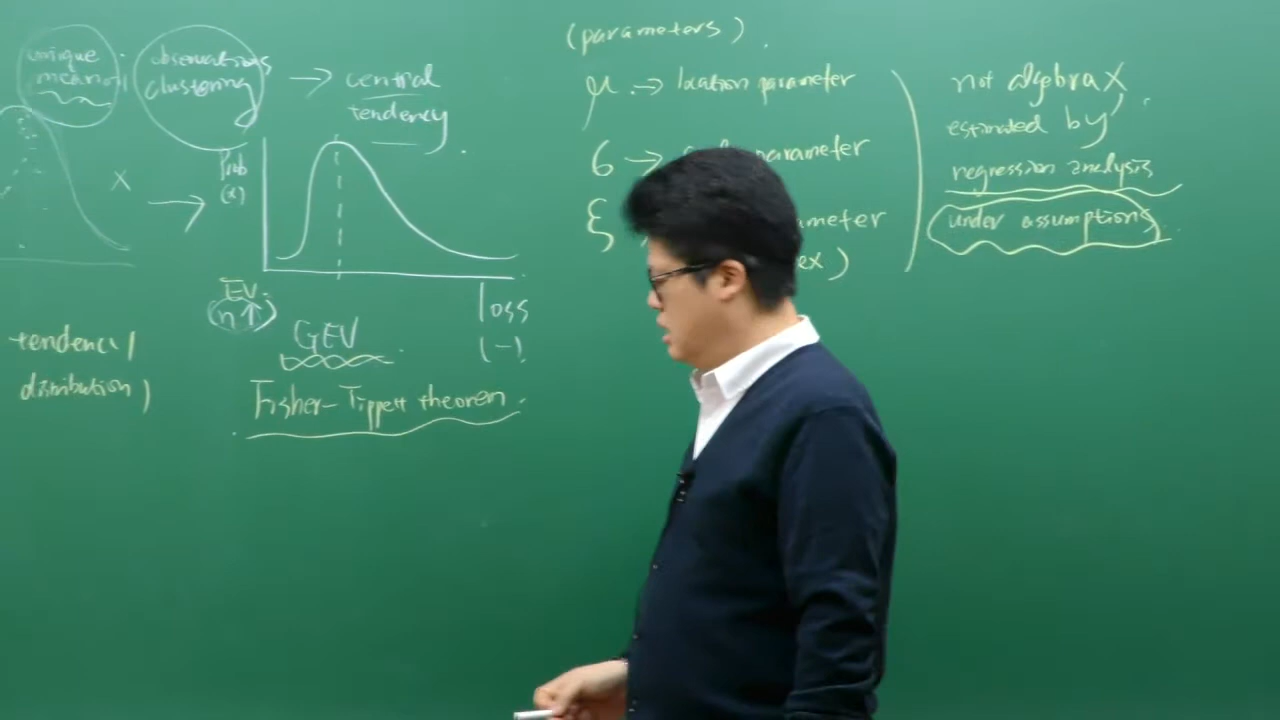 unique
mean
observations
clustering
→ central
tendency
X
→
Prob
(x)
EV
(n↑)
loss
(-)
GEV
Fisher-Tippett theorem.
tendency
distribution)
(parameters).
μ → location parameter
σ → parameter
ξ
ex)
not algebra X
estimated by
regression analysis
under assumptions